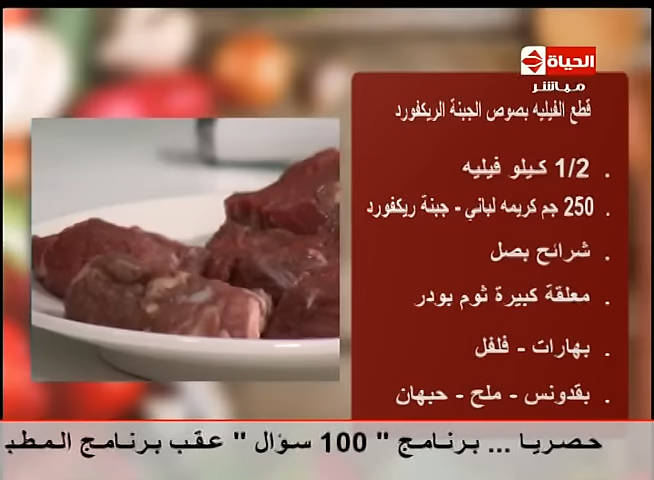 الحياة
مباشر
قطع الفيليه بصوص الجبنة الريكفورد
. 1/2 كيلو فيليه
. 250 جم كريمه لباني - جبنة ريكفورد
. شرائح بصل
. معلقة كبيرة ثوم بودر
. بهارات - فلفل
. بقدونس - ملح - حبهان
حصريا ... برنامج " 100 سؤال " عقب برنامج المطب